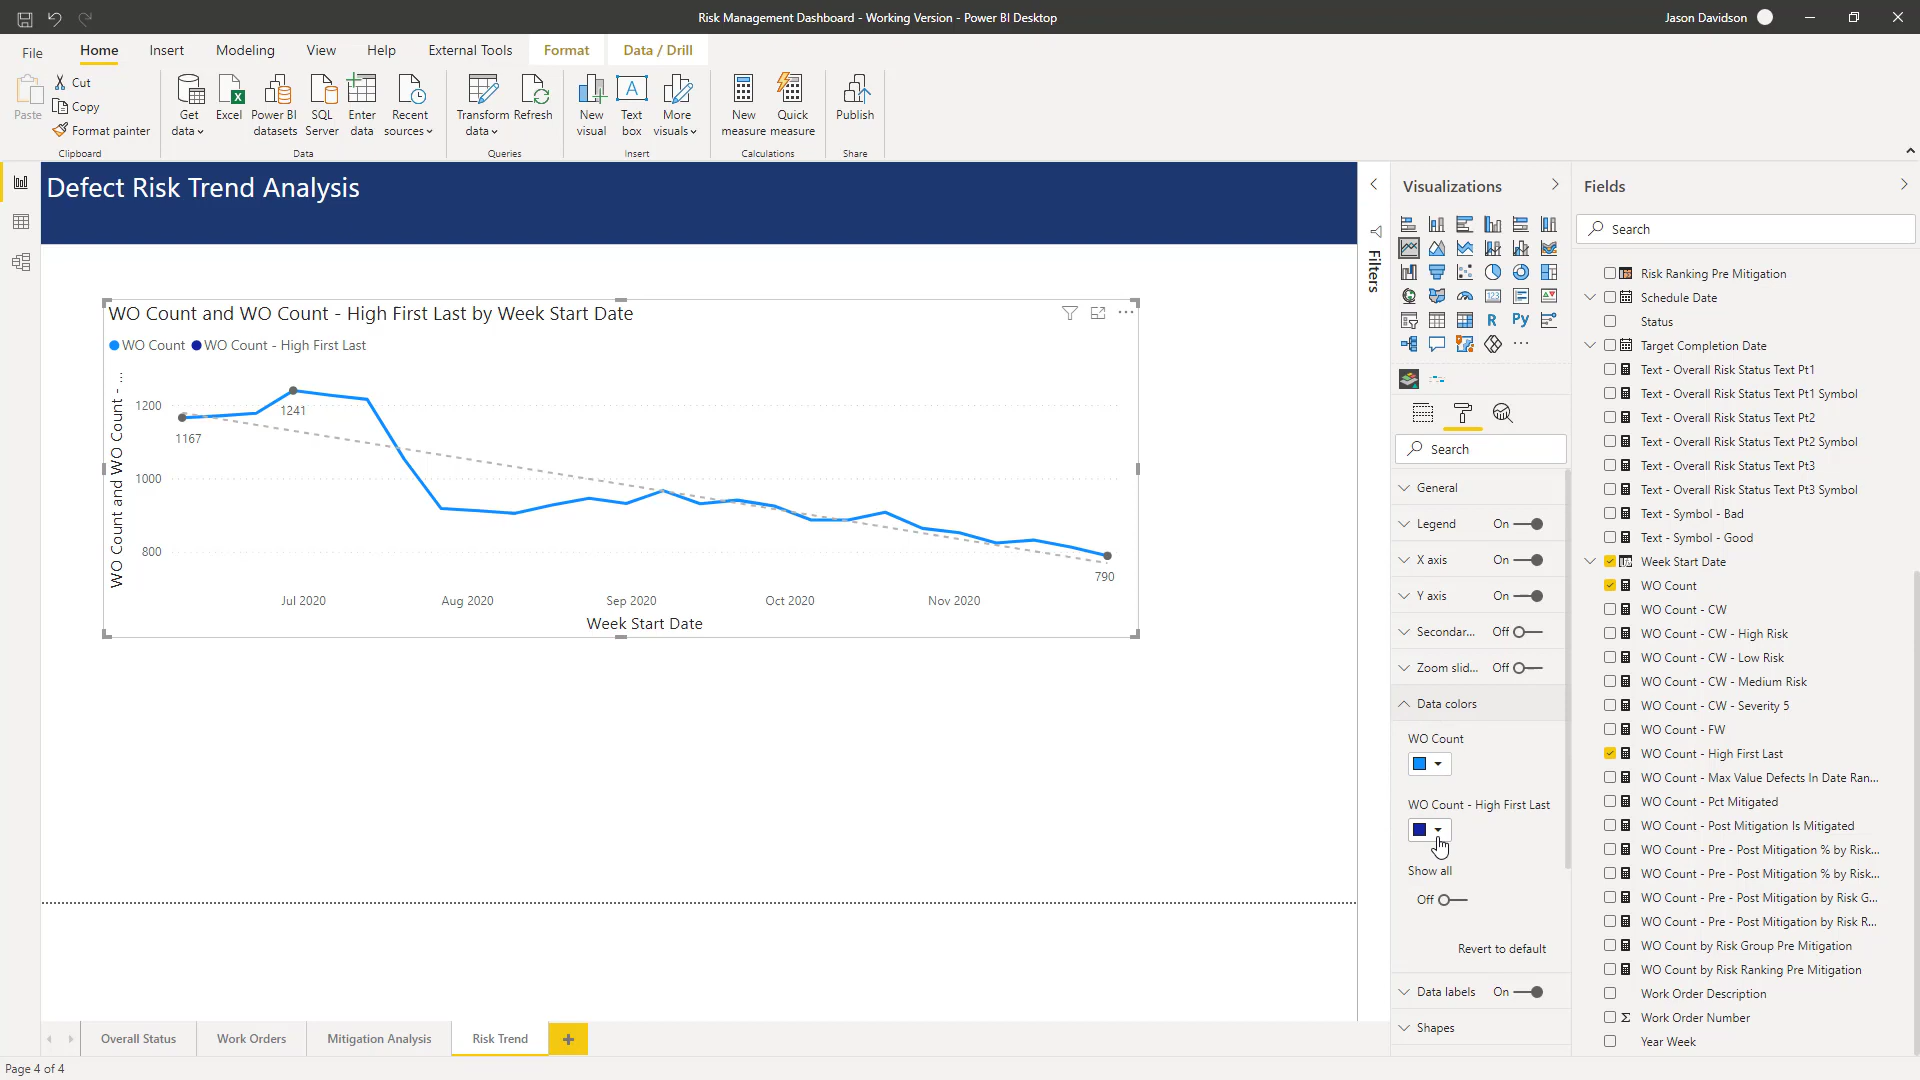 Risk Management Dashboard - Working Version - Power BI Desktop
Jason Davidson
File
Home
Insert
Modeling
View
Help
External Tools
Format
Data / Drill
Paste
Cut
Copy
Format painter
Clipboard
Get data
Excel
Power BI datasets
SQL Server
Enter data
Recent sources
Data
Transform data
Refresh
Queries
New visual
Text box
More visuals
Insert
New measure
Quick measure
Calculations
Publish
Share
Defect Risk Trend Analysis
WO Count and WO Count - High First Last by Week Start Date
WO Count
WO Count - High First Last
WO Count and WO Count - ...
1200
1000
800
1167
1241
790
Jul 2020
Aug 2020
Sep 2020
Oct 2020
Nov 2020
Week Start Date
Filters
Visualizations
R
Py
123
Search
General
Legend On
X axis On
Y axis On
Secondar... Off
Zoom slid... Off
Data colors
WO Count
WO Count - High First Last
Show all
Off
Revert to default
Data labels On
Shapes
Fields
Search
Risk Ranking Pre Mitigation
Schedule Date
Status
Target Completion Date
Text - Overall Risk Status Text Pt1
Text - Overall Risk Status Text Pt1 Symbol
Text - Overall Risk Status Text Pt2
Text - Overall Risk Status Text Pt2 Symbol
Text - Overall Risk Status Text Pt3
Text - Overall Risk Status Text Pt3 Symbol
Text - Symbol - Bad
Text - Symbol - Good
Week Start Date
WO Count
WO Count - CW
WO Count - CW - High Risk
WO Count - CW - Low Risk
WO Count - CW - Medium Risk
WO Count - CW - Severity 5
WO Count - FW
WO Count - High First Last
WO Count - Max Value Defects In Date Ran...
WO Count - Pct Mitigated
WO Count - Post Mitigation Is Mitigated
WO Count - Pre - Post Mitigation % by Risk...
WO Count - Pre - Post Mitigation % by Risk...
WO Count - Pre - Post Mitigation by Risk G...
WO Count - Pre - Post Mitigation by Risk R...
WO Count by Risk Group Pre Mitigation
WO Count by Risk Ranking Pre Mitigation
Work Order Description
Σ Work Order Number
Year Week
Overall Status
Work Orders
Mitigation Analysis
Risk Trend
Page 4 of 4